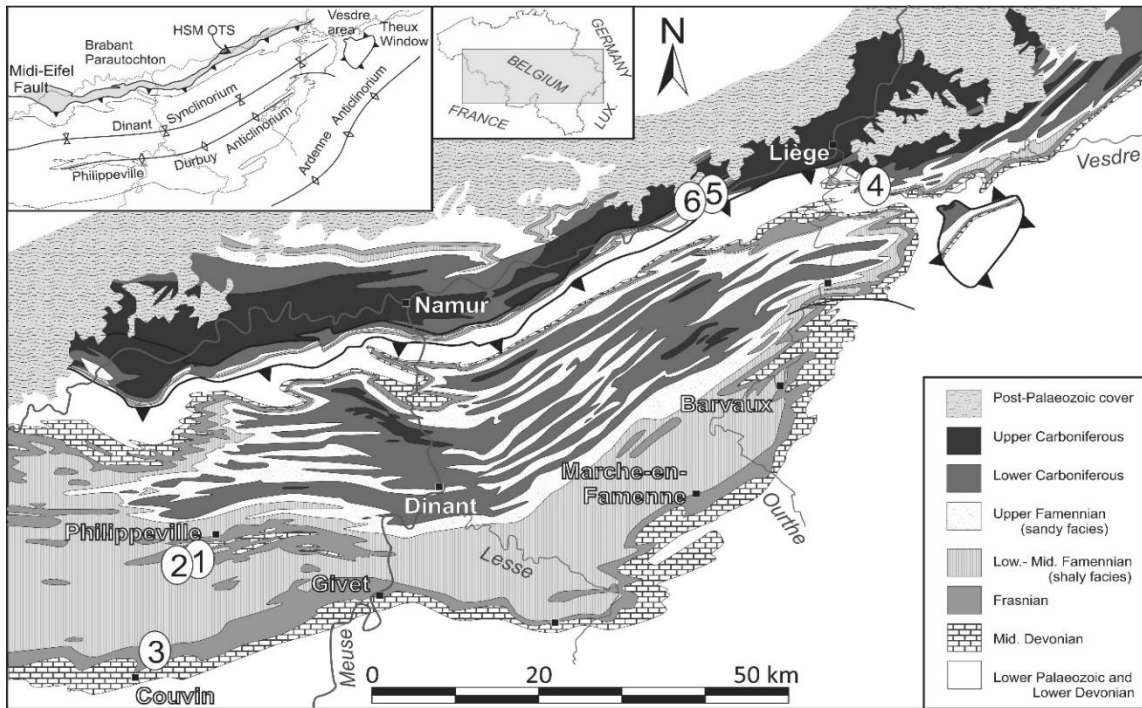 HSM OTS
Vesdre
area
Theux
Window
Brabant
Parautochton
Midi-Eifel
Fault
Dinant
Synclinorium
Philippeville
Durbuy
Anticlinorium
Ardenne
Anticlinorium
BELGIUM
GERMANY
FRANCE
LUX.
N
Liège
Vesdre
4
6
5
Namur
Barvaux
Marche-en-
Famenne
Ourthe
Dinant
Philippeville
2
1
Lesse
Givet
3
Meuse
Couvin
0
20
50 km
Post-Palaeozoic cover
Upper Carboniferous
Lower Carboniferous
Upper Famennian
(sandy facies)
Low.- Mid. Famennian
(shaly facies)
Frasnian
Mid. Devonian
Lower Palaeozoic and
Lower Devonian